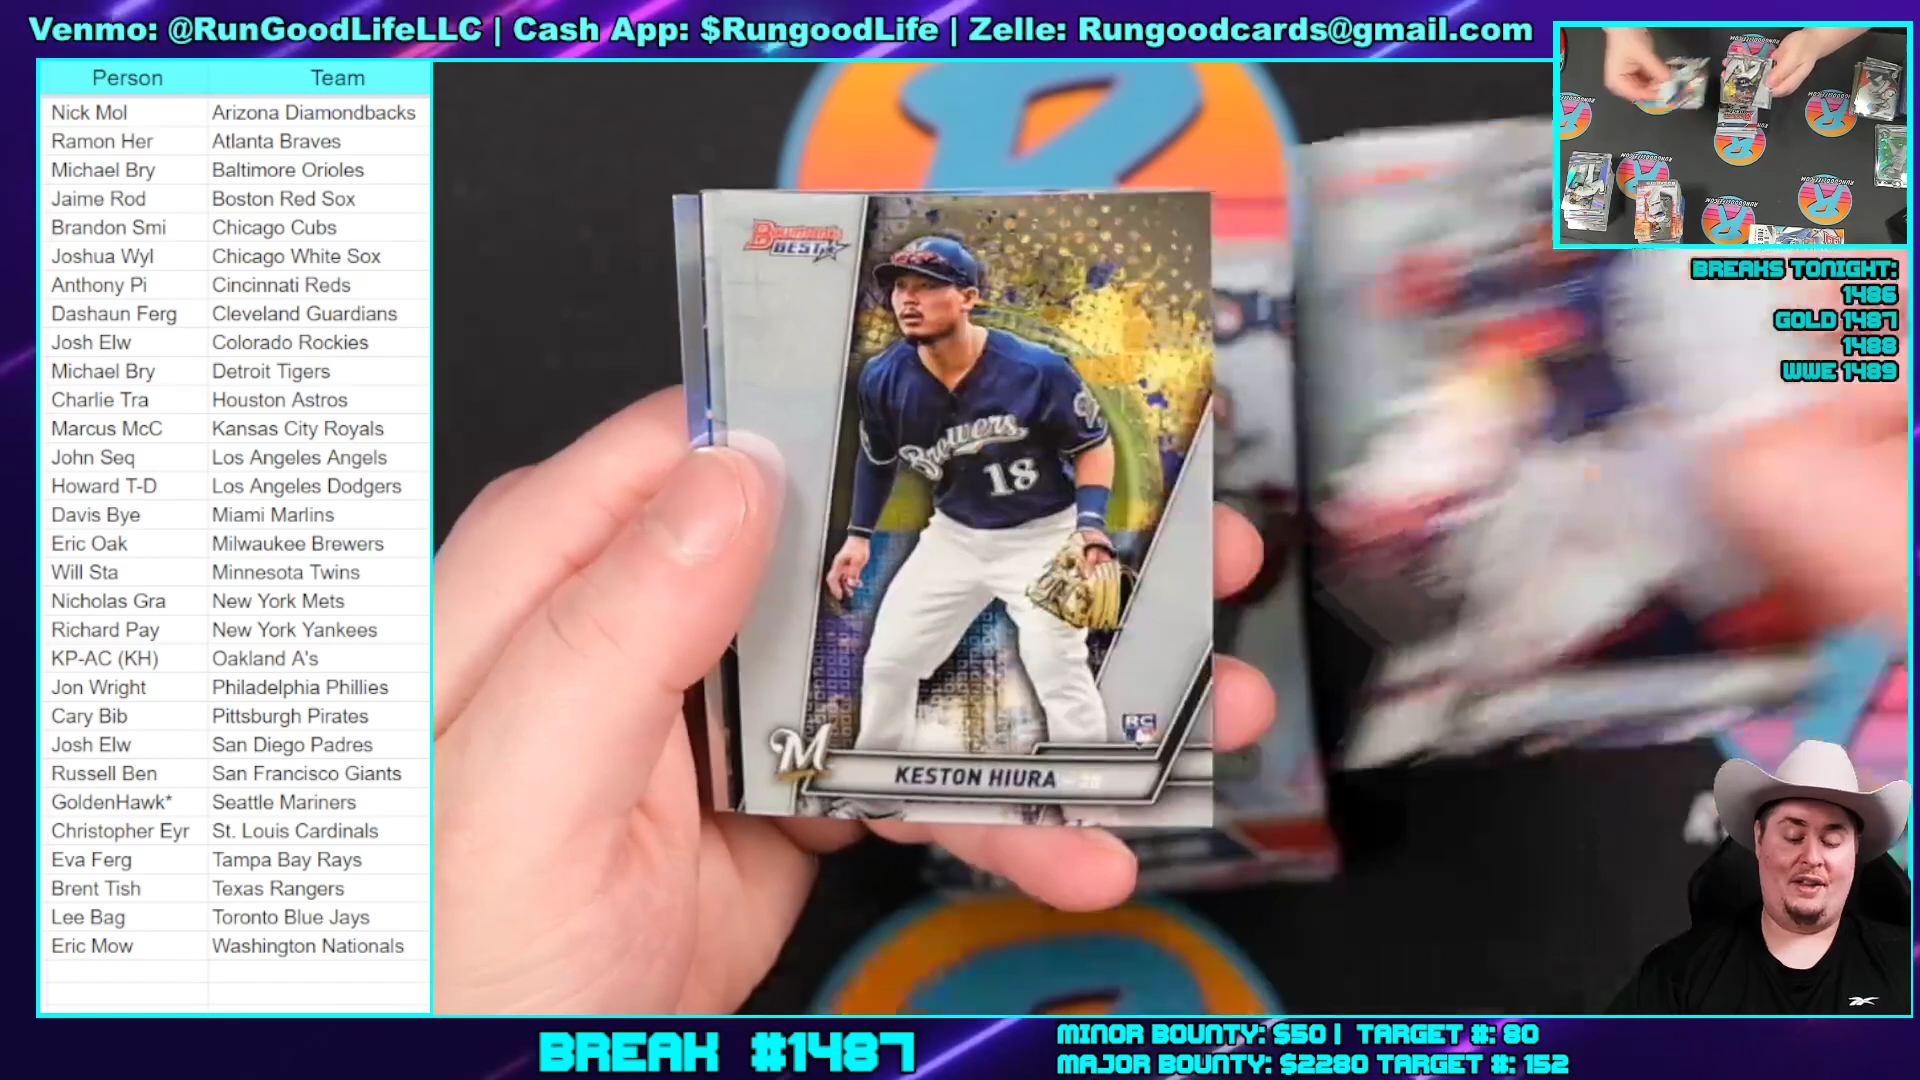 Venmo: @RunGoodLifeLLC | Cash App: $RungoodLife | Zelle: Rungoodcards@gmail.com
Person Team
Nick Mol Arizona Diamondbacks
Ramon Her Atlanta Braves
Michael Bry Baltimore Orioles
Jaime Rod Boston Red Sox
Brandon Smi Chicago Cubs
Joshua Wyl Chicago White Sox
Anthony Pi Cincinnati Reds
Dashaun Ferg Cleveland Guardians
Josh Elw Colorado Rockies
Michael Bry Detroit Tigers
Charlie Tra Houston Astros
Marcus McC Kansas City Royals
John Seq Los Angeles Angels
Howard T-D Los Angeles Dodgers
Davis Bye Miami Marlins
Eric Oak Milwaukee Brewers
Will Sta Minnesota Twins
Nicholas Gra New York Mets
Richard Pay New York Yankees
KP-AC (KH) Oakland A's
Jon Wright Philadelphia Phillies
Cary Bib Pittsburgh Pirates
Josh Elw San Diego Padres
Russell Ben San Francisco Giants
GoldenHawk* Seattle Mariners
Christopher Eyr St. Louis Cardinals
Eva Ferg Tampa Bay Rays
Brent Tish Texas Rangers
Lee Bag Toronto Blue Jays
Eric Mow Washington Nationals
Bowman's
BEST
Brewers
18
RC
M
KESTON HIURA
BREAKS TONIGHT:
1486
GOLD 1487
1488
WWE 1489
BREAK #1487
MINOR BOUNTY: $50 | TARGET #: 80
MAJOR BOUNTY: $2280 TARGET #: 152